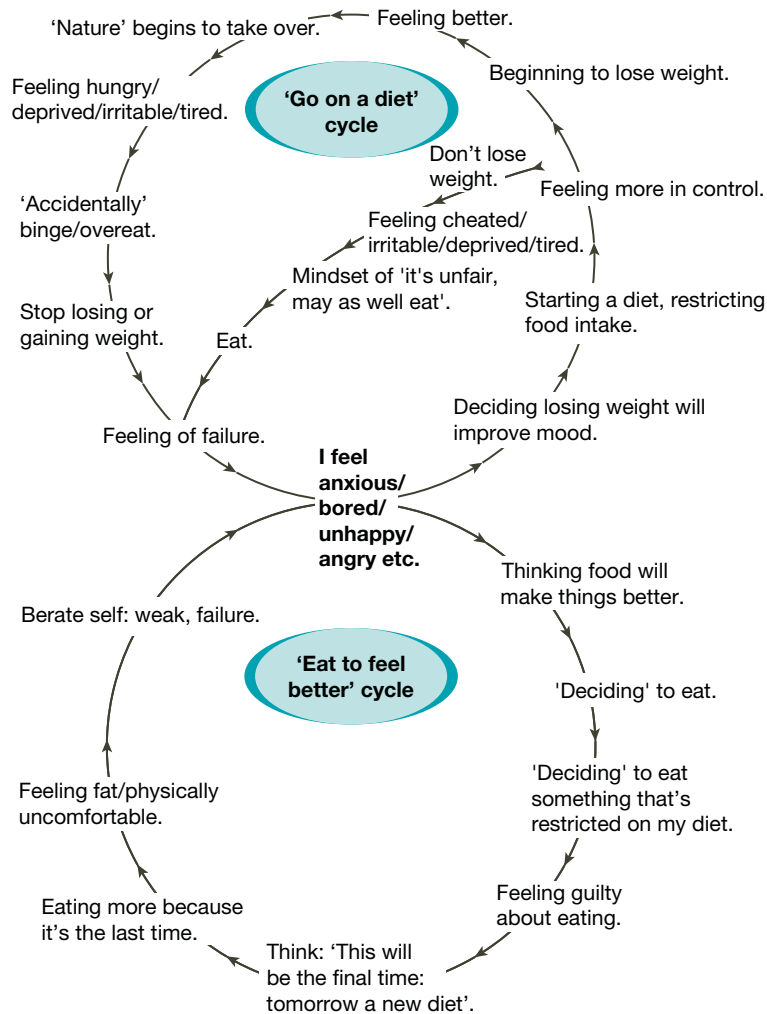 Feeling better.
‘Nature’ begins to take over.
Beginning to lose weight.
Feeling hungry/
deprived/irritable/tired.
‘Go on a diet’
cycle
Don’t lose
weight.
Feeling more in control.
‘Accidentally’
binge/overeat.
Feeling cheated/
irritable/deprived/tired.
Mindset of 'it's unfair,
may as well eat'.
Starting a diet, restricting
food intake.
Stop losing or
gaining weight.
Eat.
Deciding losing weight will
improve mood.
Feeling of failure.
I feel
anxious/
bored/
unhappy/
angry etc.
Thinking food will
make things better.
Berate self: weak, failure.
‘Eat to feel
better’ cycle
'Deciding' to eat.
'Deciding' to eat
something that’s
restricted on my diet.
Feeling fat/physically
uncomfortable.
Feeling guilty
about eating.
Eating more because
it’s the last time.
Think: ‘This will
be the final time:
tomorrow a new diet’.